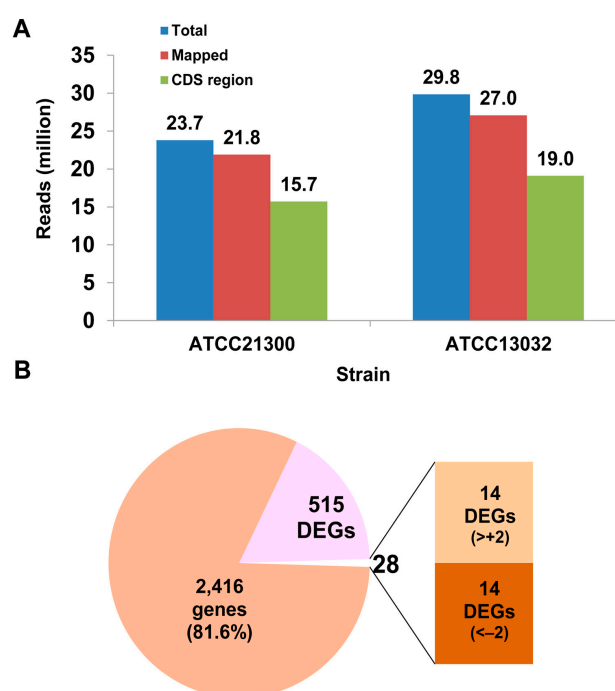 A
Total
Mapped
CDS region
Reads (million)
35
30
25
20
15
10
5
0
23.7
21.8
15.7
29.8
27.0
19.0
ATCC21300
ATCC13032
Strain
B
515
DEGs
28
2,416
genes
(81.6%)
14
DEGs
(>+2)
14
DEGs
(<–2)